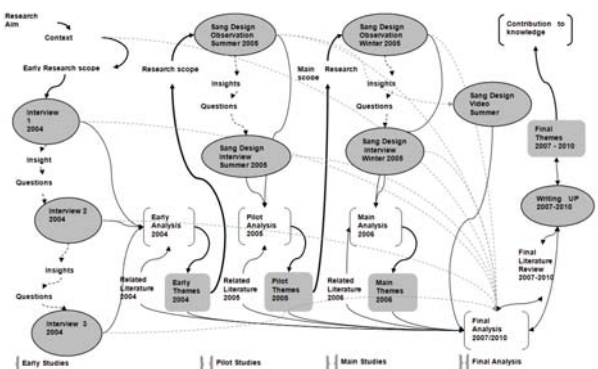 Research
Aim
Context
Early Research scope
Interview
1
2004
Insight
Questions
Interview 2
2004
Insights
Questions
Interview 3
2004
Early Studies
Early
Analysis
2004
Related
Literature
2004
Early
Themes
2004
Research scope
Sang Design
Observation
Summer 2005
Insights
Questions
Sang Design
Interview
Summer 2005
Pilot
Analysis
2005
Related
Literature
2005
Pilot
Themes
2005
Pilot Studies
Main Research
scope
Sang Design
Observation
Winter 2005
Insights
Questions
Sang Design
Interview
Winter 2005
Main
Analysis
2006
Related
Literature
2006
Main
Themes
2006
Main Studies
Sang Design
Video
Summer
Contribution to
knowledge
Final
Themes
2007 - 2010
Writing UP
2007-2010
Final
Literature
Review
2007-2010
Final
Analysis
2007/2010
Final Analysis